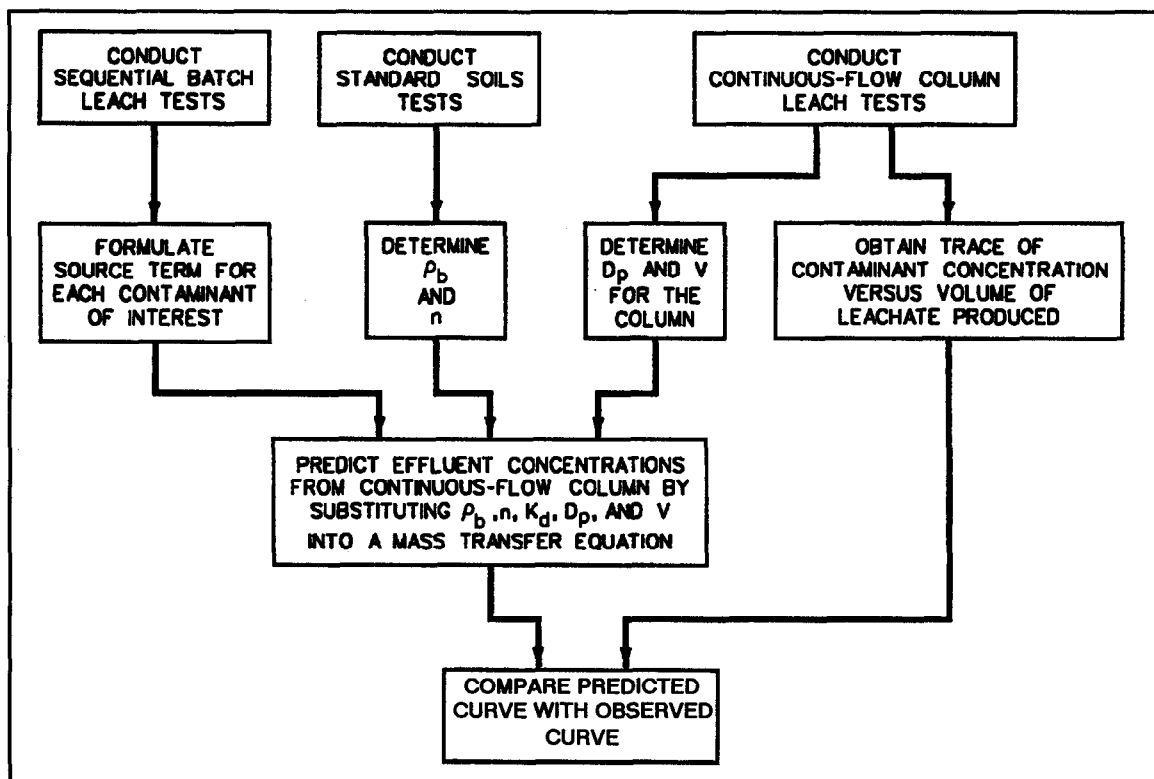 CONDUCT
SEQUENTIAL BATCH
LEACH TESTS
CONDUCT
STANDARD SOILS
TESTS
CONDUCT
CONTINUOUS-FLOW COLUMN
LEACH TESTS
FORMULATE
SOURCE TERM FOR
EACH CONTAMINANT
OF INTEREST
DETERMINE
ρb
AND
n
DETERMINE
Dp AND V
FOR THE
COLUMN
OBTAIN TRACE OF
CONTAMINANT CONCENTRATION
VERSUS VOLUME OF
LEACHATE PRODUCED
PREDICT EFFLUENT CONCENTRATIONS
FROM CONTINUOUS-FLOW COLUMN BY
SUBSTITUTING ρb ,n, Kd, Dp, AND V
INTO A MASS TRANSFER EQUATION
COMPARE PREDICTED
CURVE WITH OBSERVED
CURVE